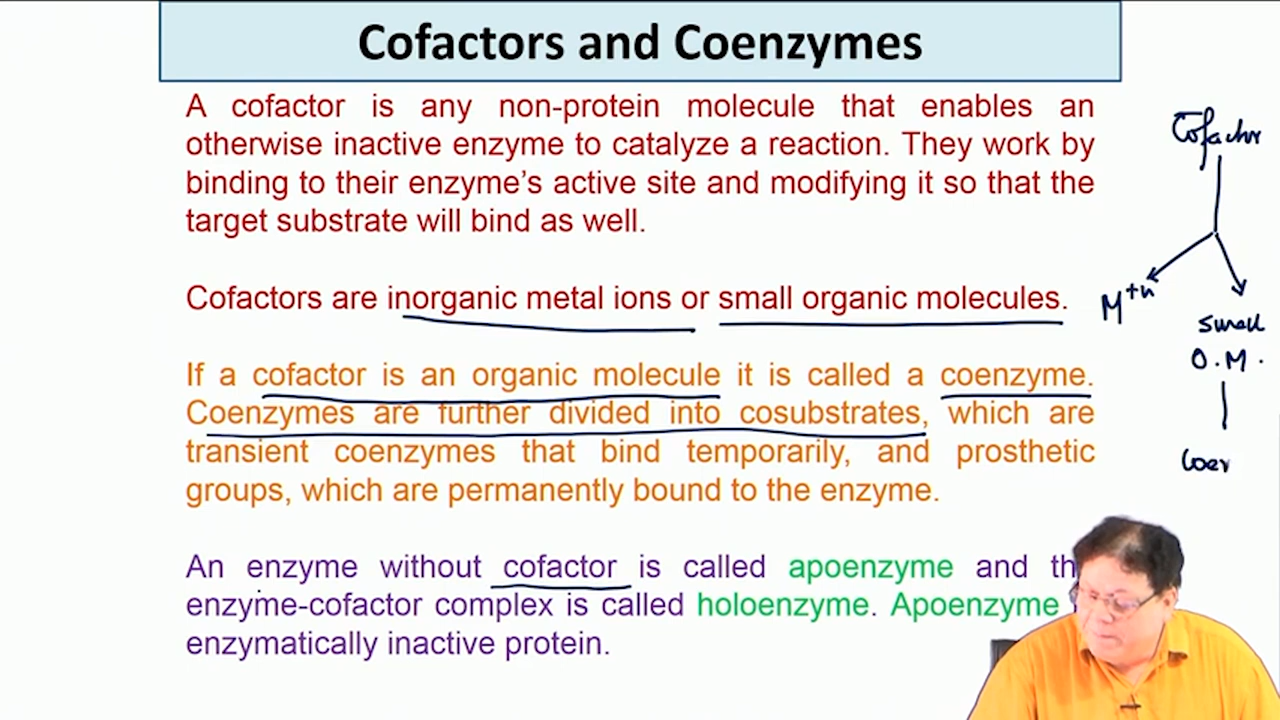 Cofactors and Coenzymes
A cofactor is any non-protein molecule that enables an
otherwise inactive enzyme to catalyze a reaction. They work by
binding to their enzyme’s active site and modifying it so that the
target substrate will bind as well.
Cofactors are inorganic metal ions or small organic molecules.
If a cofactor is an organic molecule it is called a coenzyme.
Coenzymes are further divided into cosubstrates, which are
transient coenzymes that bind temporarily, and prosthetic
groups, which are permanently bound to the enzyme.
An enzyme without cofactor is called apoenzyme and th
enzyme-cofactor complex is called holoenzyme. Apoenzyme
enzymatically inactive protein.
Cofactor
M+n
small
O.M.
Coen